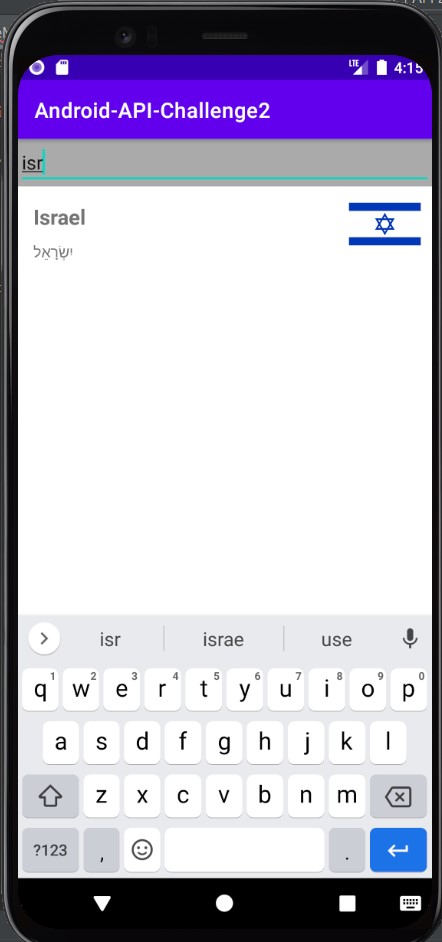 LTE 4:15
Android-API-Challenge2
isr
Israel
יִשְׂרָאֵל
isr israe use
q1 w2 e3 r4 t5 y6 u7 i8 o9 p0
a s d f g h j k l
z x c v b n m
?123 , .